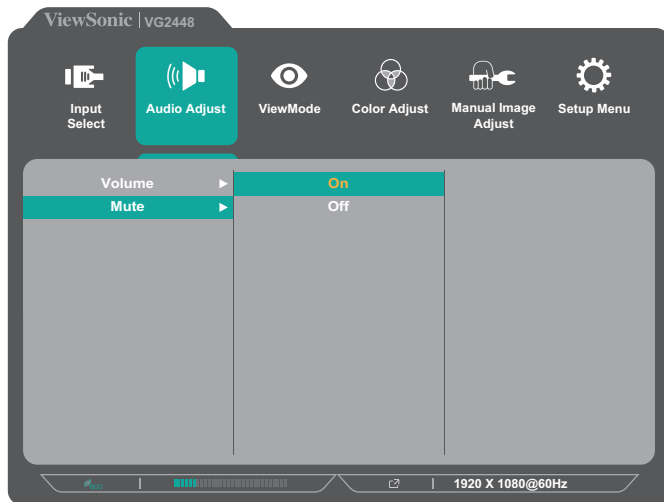 ViewSonic | VG2448
Input
Select
Audio Adjust
ViewMode
Color Adjust
Manual Image
Adjust
Setup Menu
Volume
On
Mute
Off
eco
1920 X 1080@60Hz